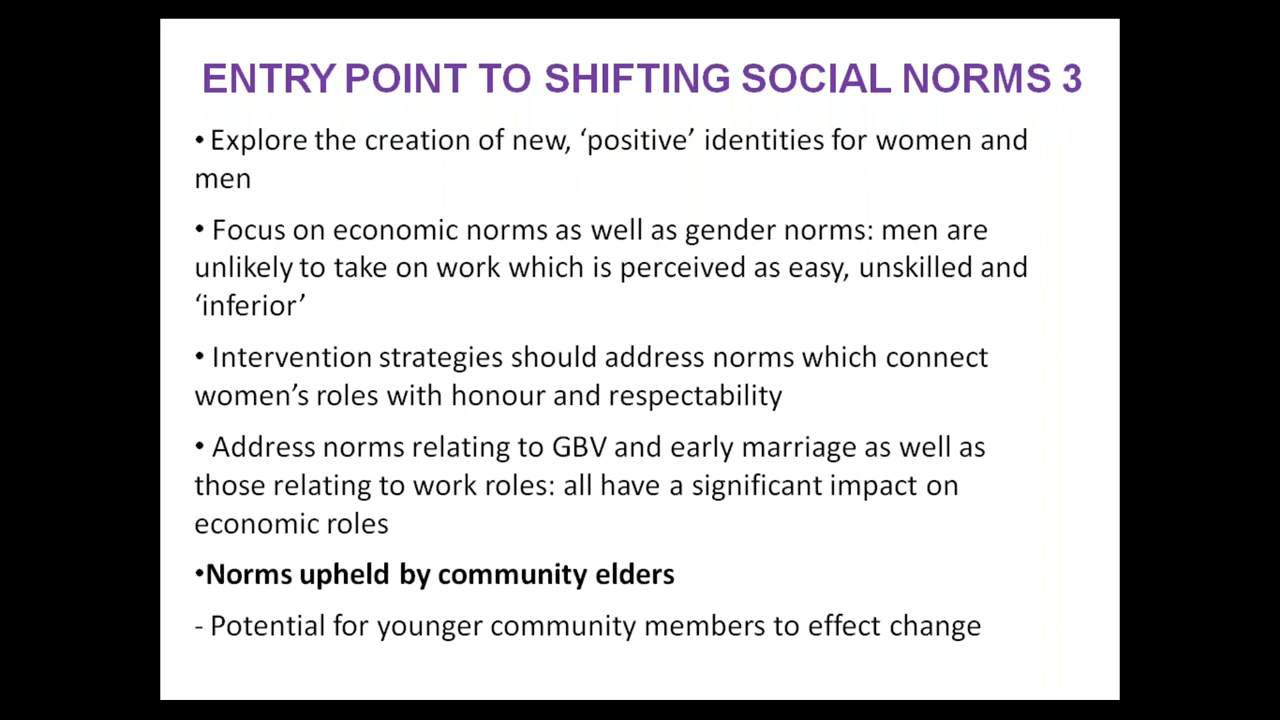 ENTRY POINT TO SHIFTING SOCIAL NORMS 3
• Explore the creation of new, ‘positive’ identities for women and
men
• Focus on economic norms as well as gender norms: men are
unlikely to take on work which is perceived as easy, unskilled and
‘inferior’
• Intervention strategies should address norms which connect
women’s roles with honour and respectability
• Address norms relating to GBV and early marriage as well as
those relating to work roles: all have a significant impact on
economic roles
•Norms upheld by community elders
- Potential for younger community members to effect change